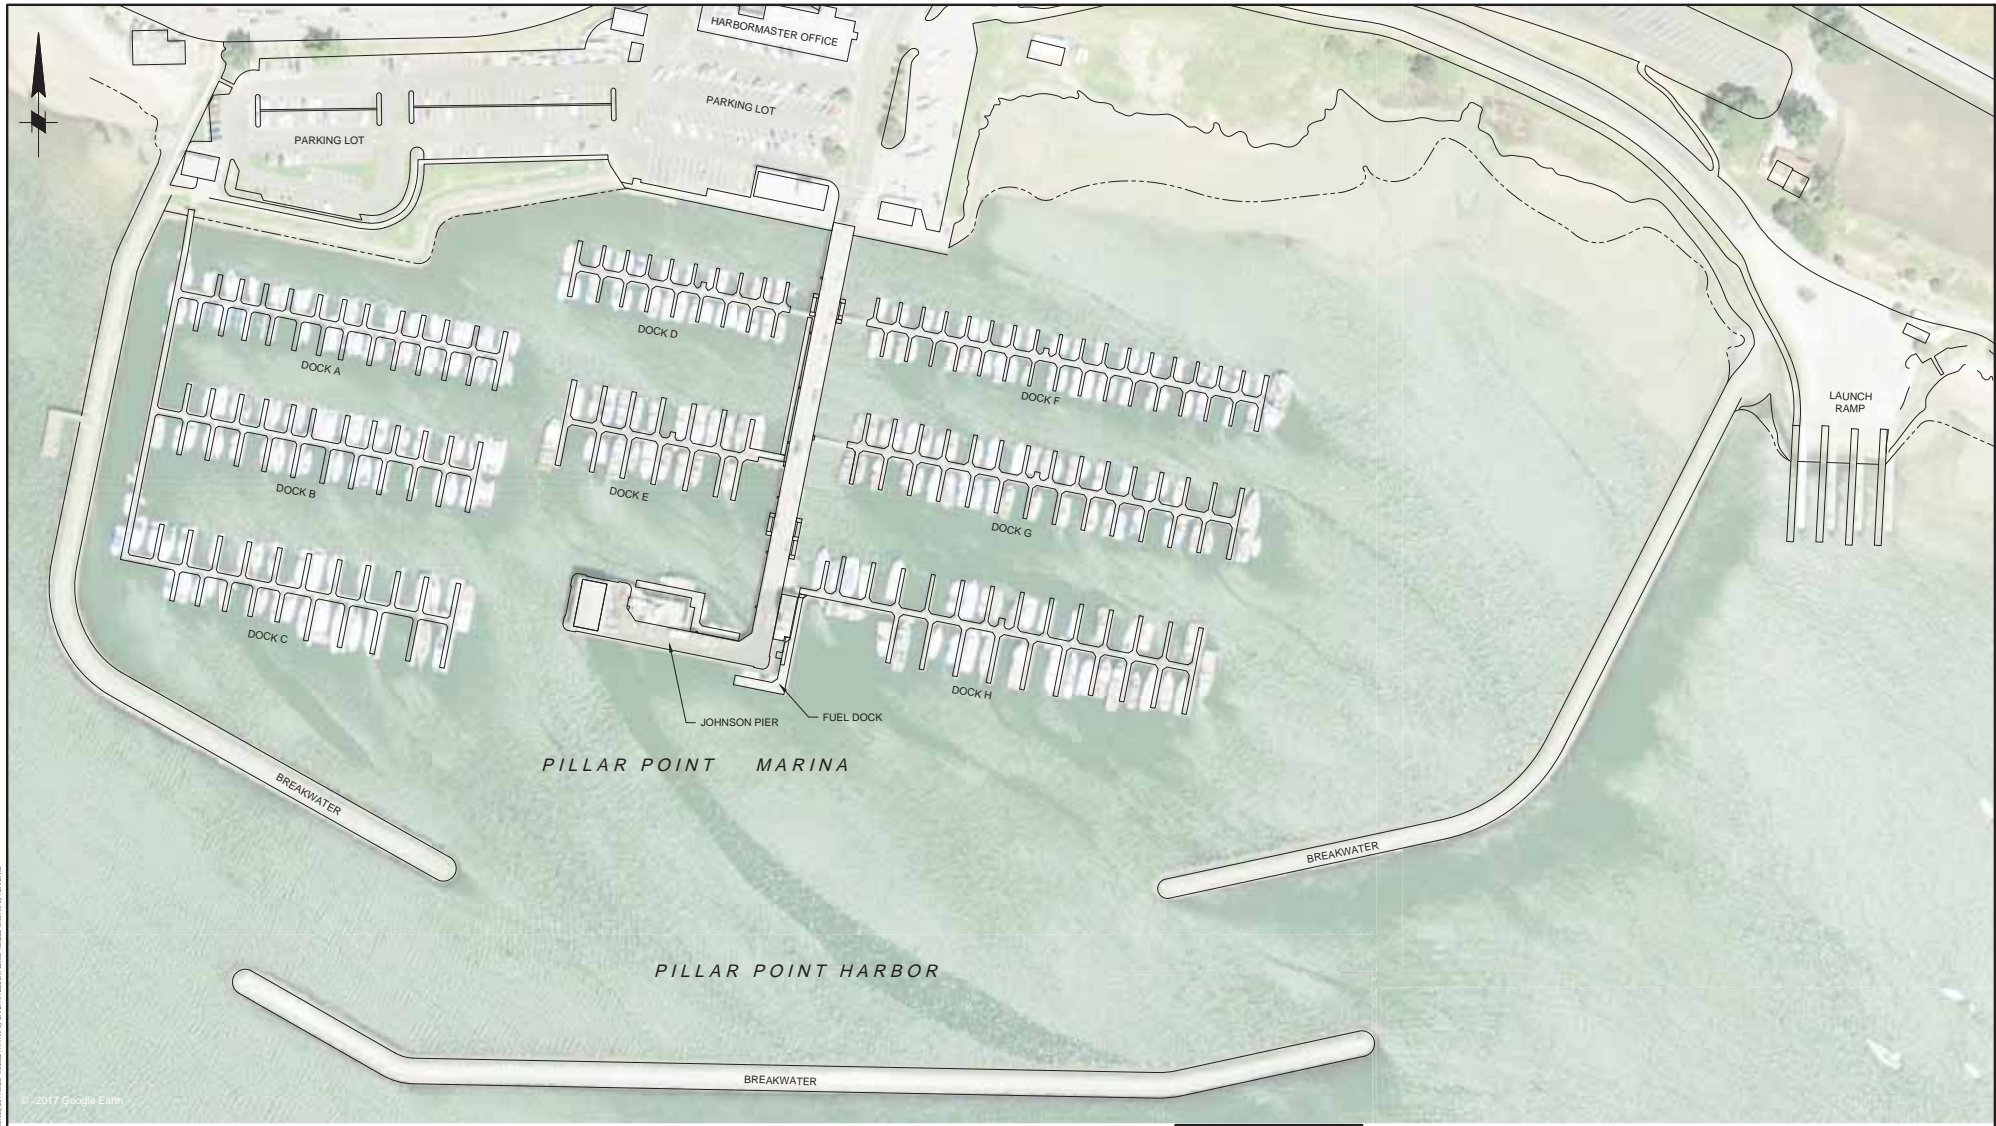 HARBORMASTER OFFICE
PARKING LOT
PARKING LOT
DOCK D
DOCK A
DOCK F
LAUNCH
RAMP
DOCK B
DOCK E
DOCK G
DOCK C
DOCK H
JOHNSON PIER
FUEL DOCK
PILLAR POINT MARINA
BREAKWATER
BREAKWATER
PILLAR POINT HARBOR
BREAKWATER
© 2017 Google Earth